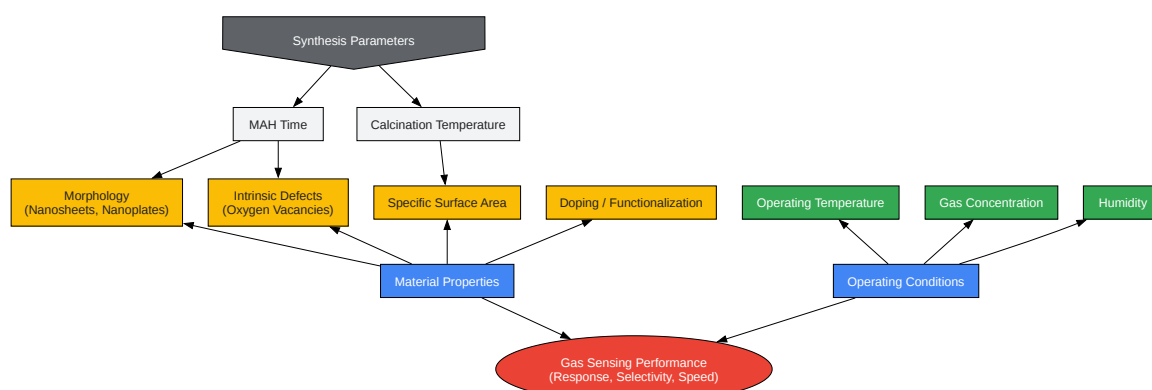 Synthesis Parameters
MAH Time
Calcination Temperature
Morphology
(Nanosheets, Nanoplates)
Intrinsic Defects
(Oxygen Vacancies)
Specific Surface Area
Doping / Functionalization
Operating Temperature
Gas Concentration
Humidity
Material Properties
Operating Conditions
Gas Sensing Performance
(Response, Selectivity, Speed)